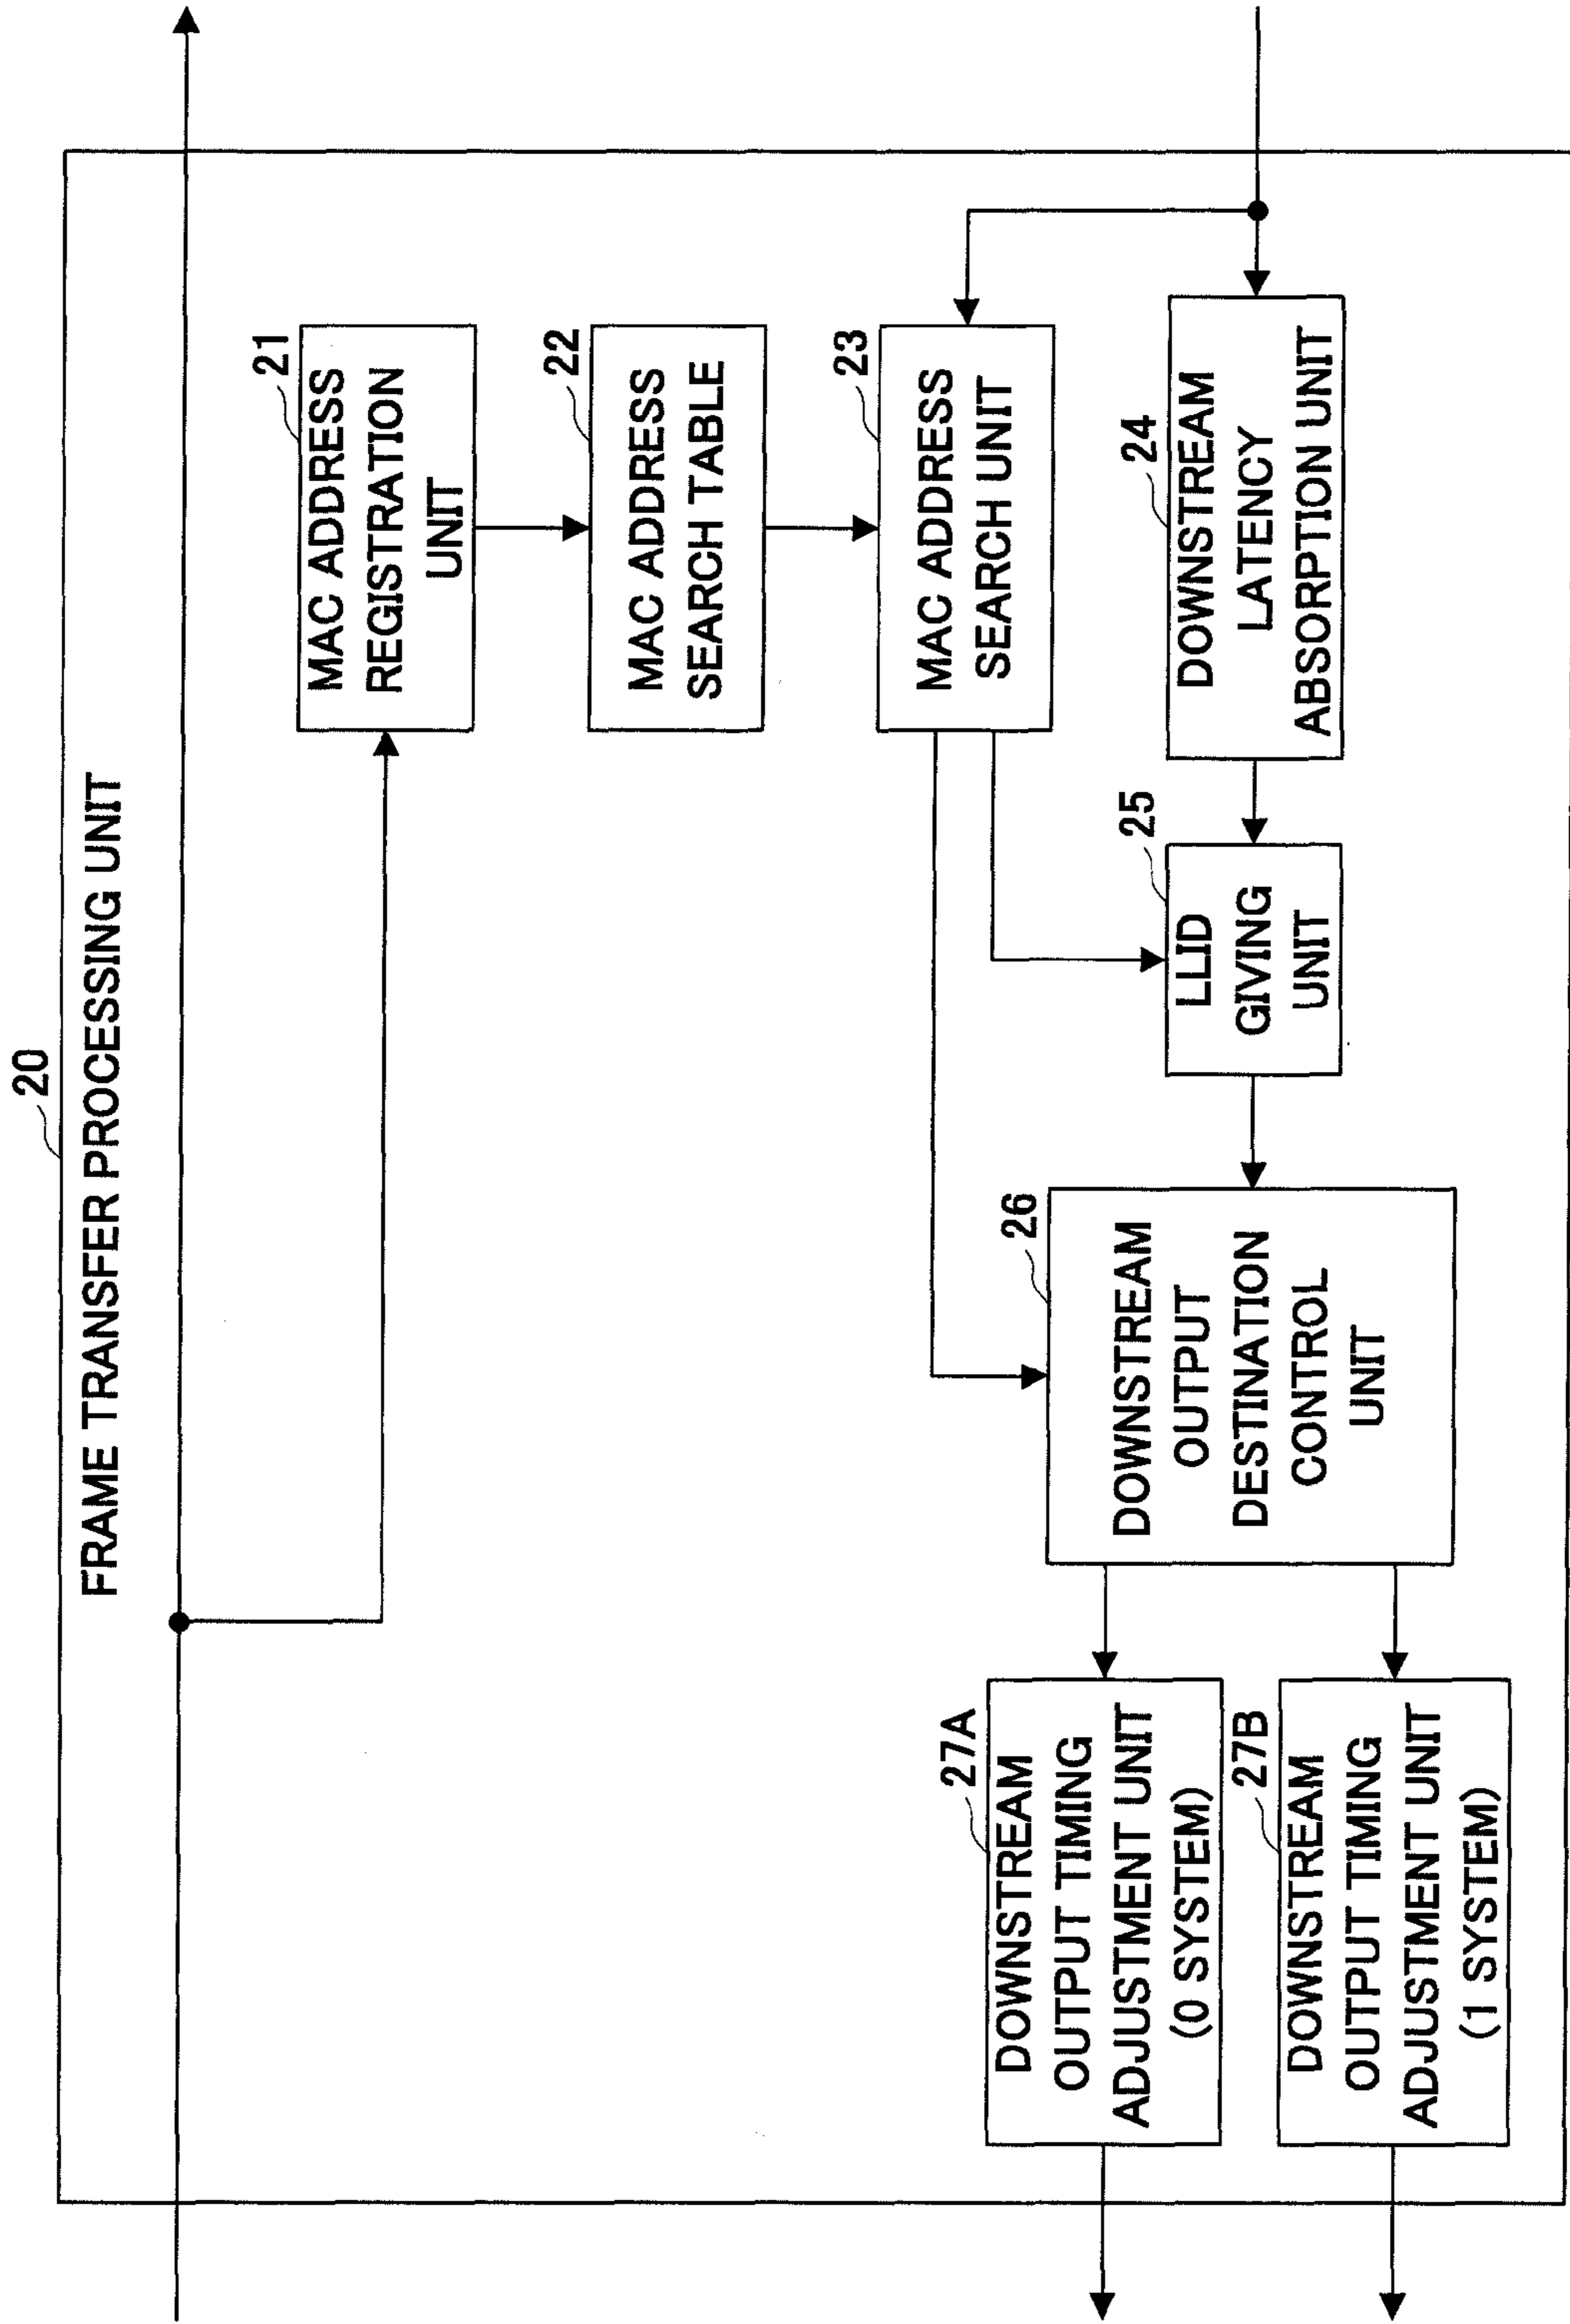 20
FRAME TRANSFER PROCESSING UNIT
21
MAC ADDRESS
REGISTRATION
UNIT
22
MAC ADDRESS
SEARCH TABLE
23
MAC ADDRESS
SEARCH UNIT
24
DOWNSTREAM
LATENCY
ABSORPTION UNIT
25
LLID
GIVING
UNIT
26
DOWNSTREAM
OUTPUT
DESTINATION
CONTROL
UNIT
27A
DOWNSTREAM
OUTPUT TIMING
ADJUSTMENT UNIT
(0 SYSTEM)
27B
DOWNSTREAM
OUTPUT TIMING
ADJUSTMENT UNIT
(1 SYSTEM)